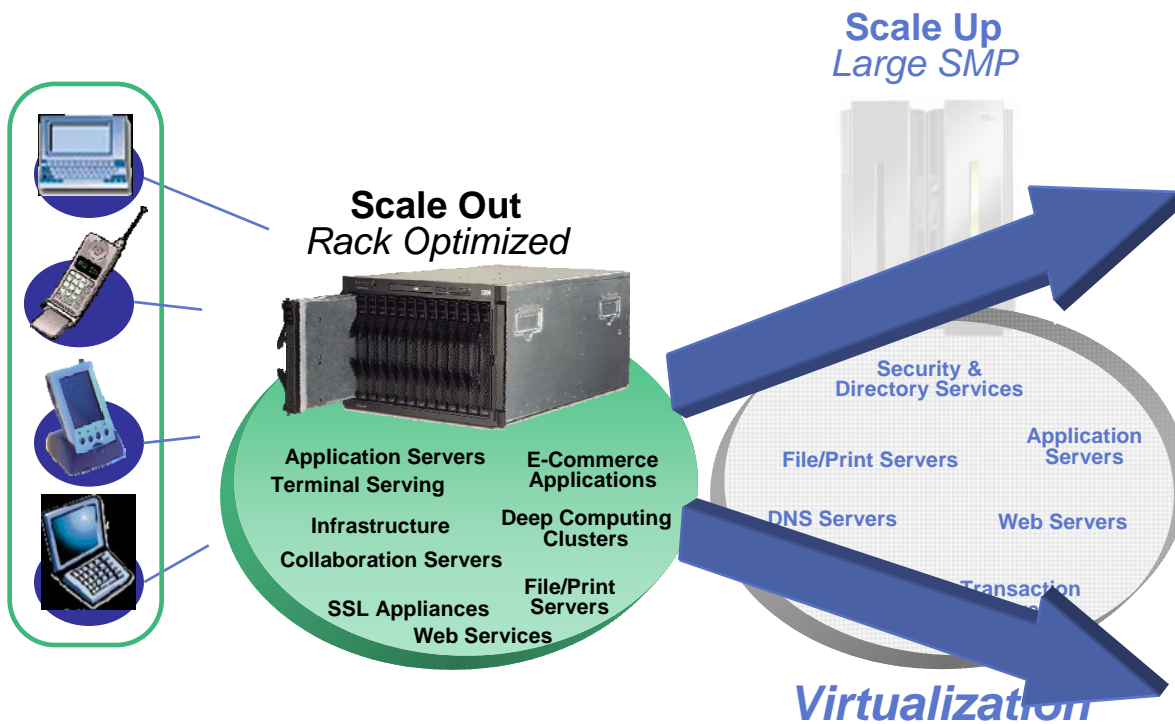 Scale Up
Large SMP
Scale Out
Rack Optimized
IBM
Security &
Directory Services
Application Servers
Terminal Serving
E-Commerce
Applications
Infrastructure
Deep Computing
Clusters
Collaboration Servers
File/Print
Servers
SSL Appliances
Web Services
File/Print Servers
Application
Servers
DNS Servers
Web Servers
Transaction
Virtualization